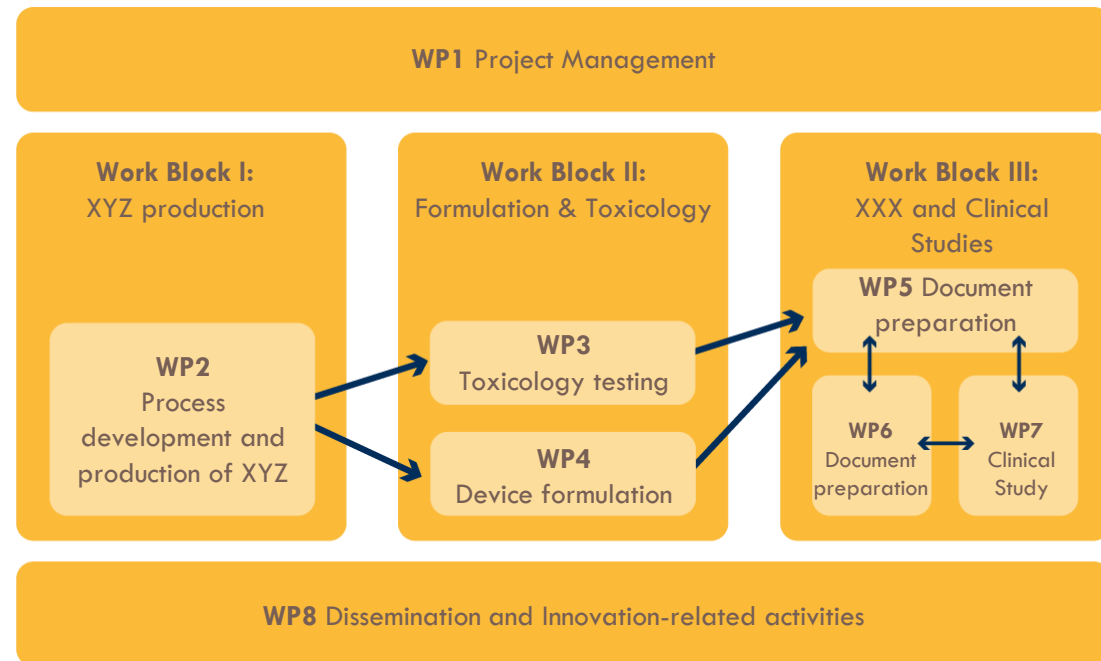 WP1 Project Management
Work Block I:
XYZ production
WP2
Process
development and
production of XYZ
Work Block II:
Formulation & Toxicology
WP3
Toxicology testing
WP4
Device formulation
Work Block III:
XXX and Clinical
Studies
WP5 Document
preparation
WP6
Document
preparation
WP7
Clinical
Study
WP8 Dissemination and Innovation-related activities